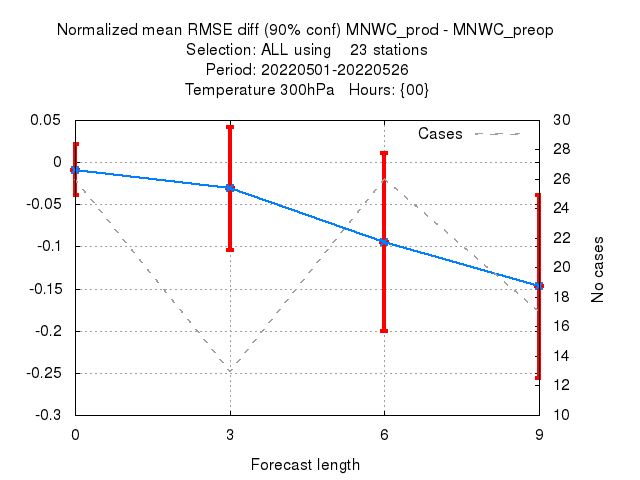 Normalized mean RMSE diff (90% conf) MNWC_prod - MNWC_preop
Selection: ALL using 23 stations
Period: 20220501-20220526
Temperature 300hPa Hours: {00}
Cases
0.05
0
-0.05
-0.1
-0.15
-0.2
-0.25
-0.3
30
28
26
24
22
20
18
16
14
12
10
No cases
0 3 6 9
Forecast length